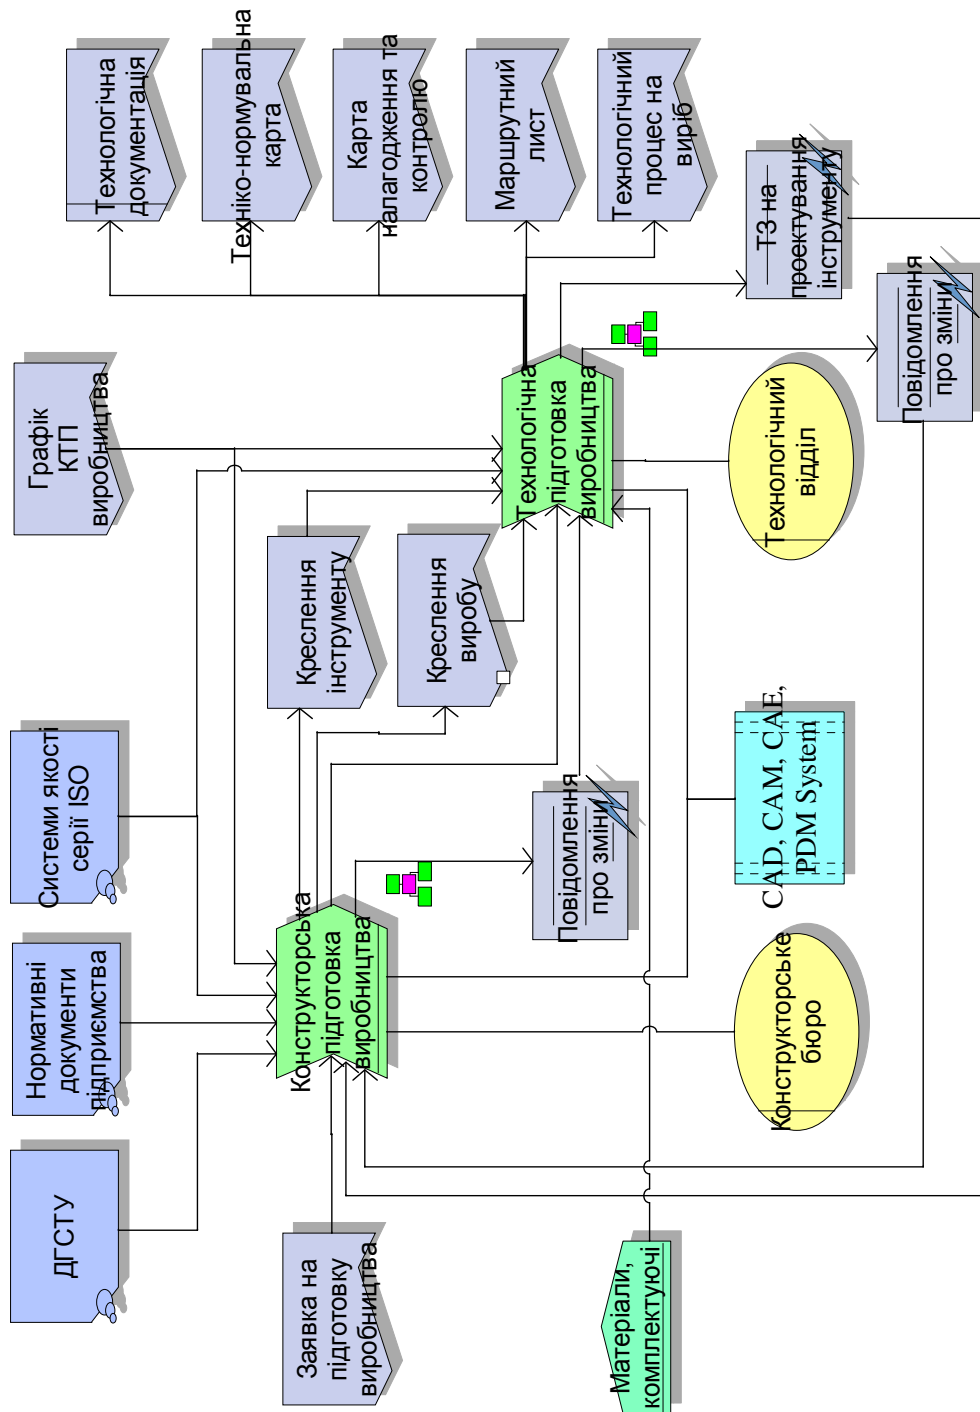 ДГСТУ
Нормативні
документи
підприємства
Системи якості
серії ISO
Графік
КТП
виробництва
Технологічна
документація
Техніко-нормувальна
карта
Карта
налагодження та
контролю
Маршрутний
лист
Технологічний
процес на
виріб
Заявка на
підготовку
виробництва
Конструкторська
підготовка
виробництва
Креслення
інструменту
Креслення
виробу
Технологічна
підготовка
виробництва
ТЗ на
проектування
інструменту
Повідомлення
про зміни
Повідомлення
про зміни
Матеріали,
комплектуючі
Конструкторське
бюро
CAD, CAM, CAE,
PDM System
Технологічний
відділ